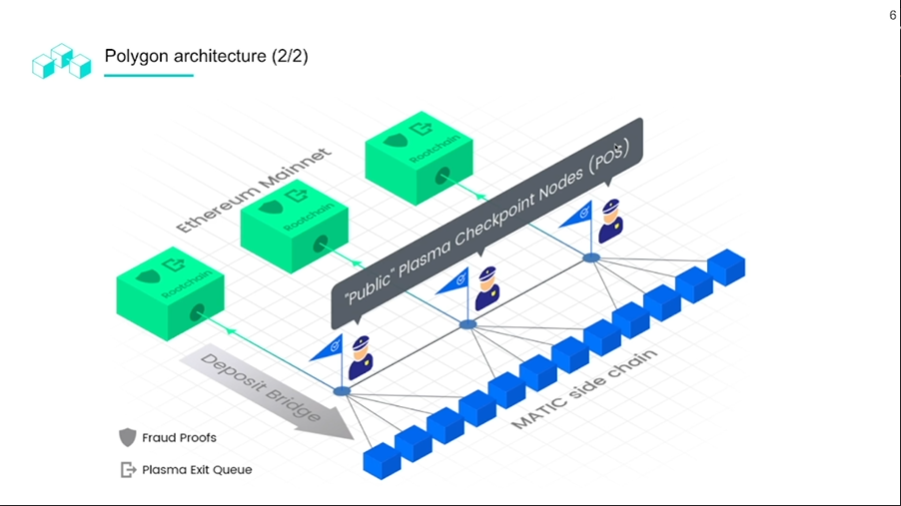 6
Polygon architecture (2/2)
Ethereum Mainnet
Rootchain
Rootchain
Rootchain
"Public" Plasma Checkpoint Nodes (POS)
Deposit Bridge
MATIC side chain
Fraud Proofs
Plasma Exit Queue